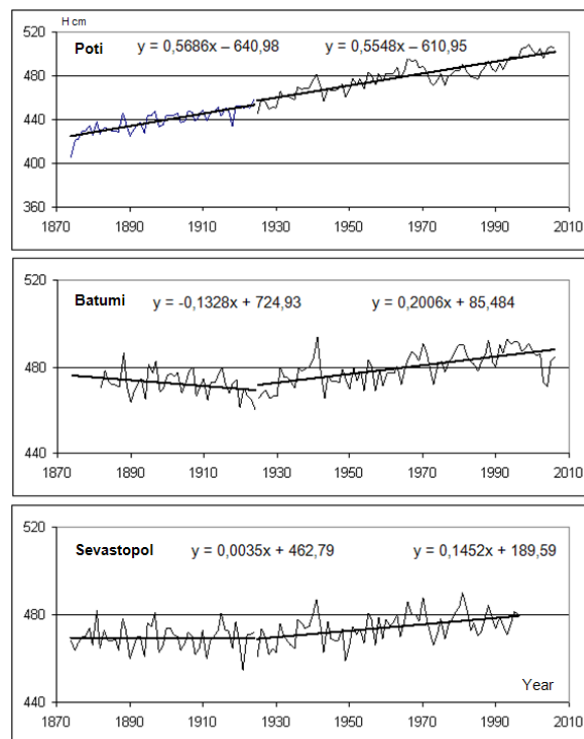 H cm
520
Poti y = 0,5686x – 640,98 y = 0,5548x – 610,95
480
440
400
360
1870 1890 1910 1930 1950 1970 1990 2010
520
Batumi y = -0,1328x + 724,93 y = 0,2006x + 85,484
480
440
1870 1890 1910 1930 1950 1970 1990 2010
520
Sevastopol y = 0,0035x + 462,79 y = 0,1452x + 189,59
480
Year
440
1870 1890 1910 1930 1950 1970 1990 2010